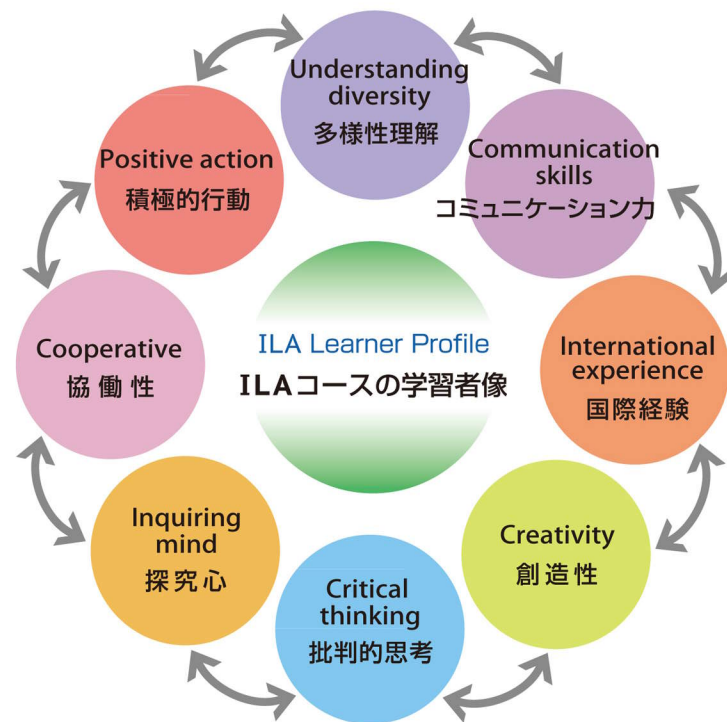 Understanding
diversity
多様性理解
Communication
skills
コミュニケーション力
International
experience
国際経験
Creativity
創造性
Critical
thinking
批判的思考
Inquiring
mind
探究心
Cooperative
協働性
Positive action
積極的行動
ILA Learner Profile
ILAコースの学習者像